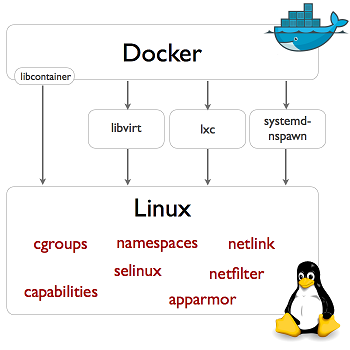 Docker
libcontainer
libvirt
lxc
systemd-
nspawn
Linux
cgroups
namespaces
netlink
selinux
netfilter
capabilities
apparmor